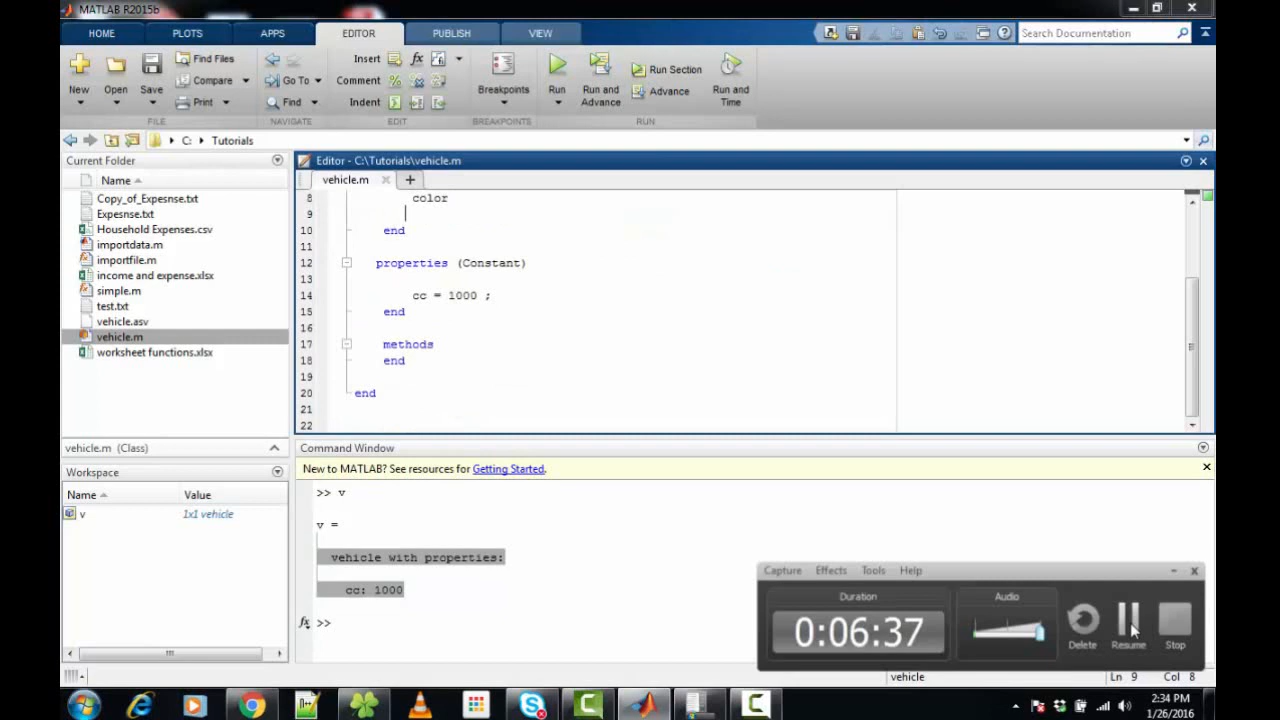 MATLAB R2015b
HOME PLOTS APPS EDITOR PUBLISH VIEW Search Documentation
New Open Save Find Files Compare Print
FILE
Go To Find
NAVIGATE
Insert fx
Comment %
Indent
EDIT
Breakpoints
BREAKPOINTS
Run Run and Advance Run Section Advance Run and Time
RUN
C: Tutorials
Current Folder
Name
Copy_of_Expesnse.txt
Expesnse.txt
Household Expenses.csv
importdata.m
importfile.m
income and expense.xlsx
simple.m
test.txt
vehicle.asv
vehicle.m
worksheet functions.xlsx
vehicle.m (Class)
Workspace
Name Value
v 1x1 vehicle
Editor - C:\Tutorials\vehicle.m
vehicle.m
8 color
9
10 end
11
12 properties (Constant)
13
14 cc = 1000 ;
15 end
16
17 methods
18 end
19
20 end
21
22
Command Window
New to MATLAB? See resources for Getting Started.
>> v
v =
vehicle with properties:
cc: 1000
fx >>
Capture Effects Tools Help
Duration
0:06:37
Audio
Delete Resume Stop
vehicle Ln 9 Col 8
2:34 PM
1/26/2016